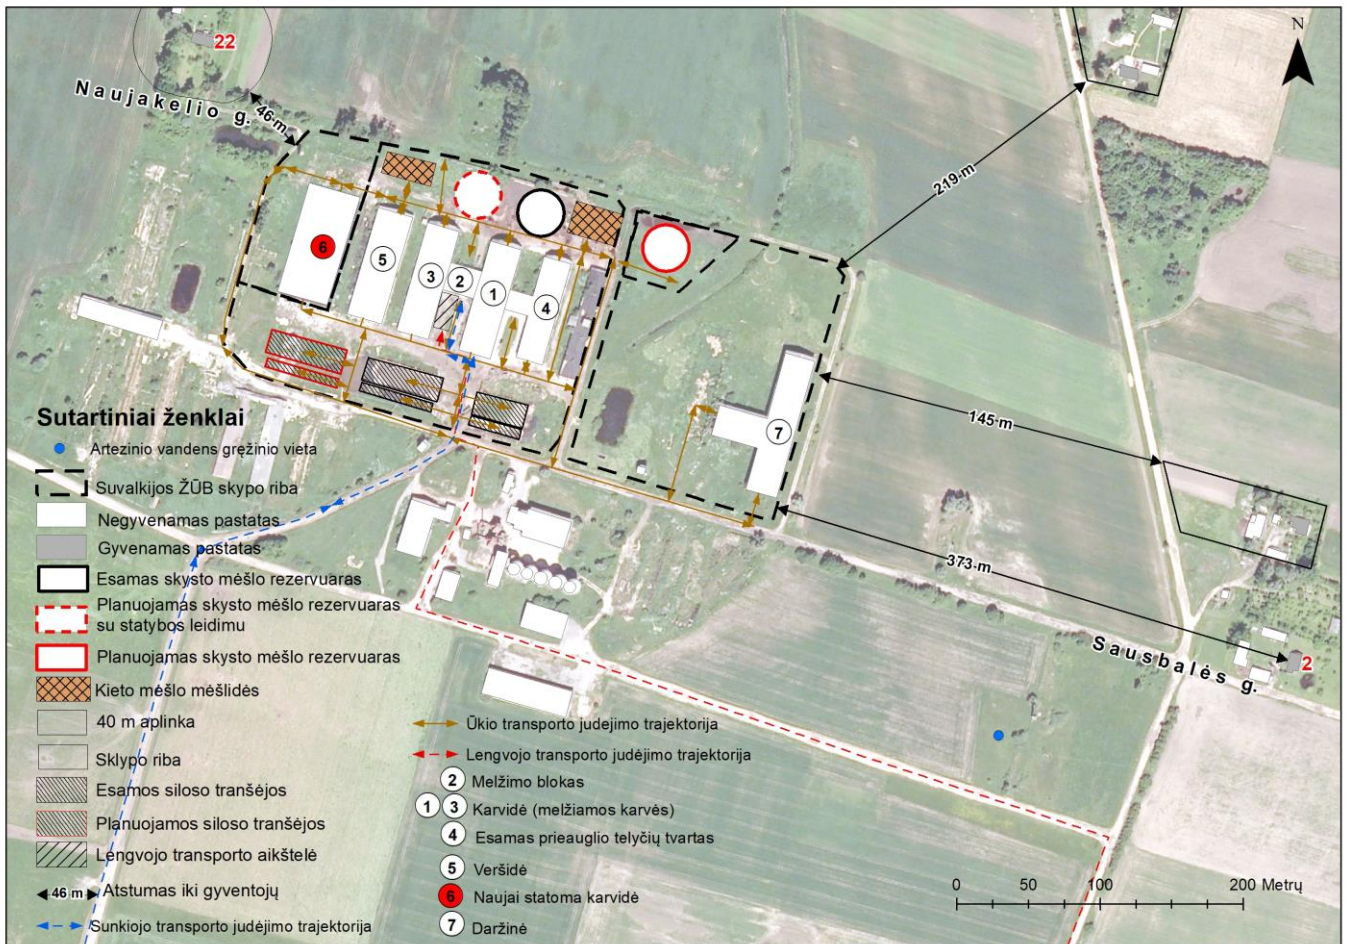 22
N
Naujakelio g.
46 m
219 m
6
5
3
2
1
4
7
145 m
373 m
Sausbalės g.
2
Sutartiniai ženklai
Artezinio vandens gręžinio vieta
Suvalkijos ŽŪB skypo riba
Negyvenamas pastatas
Gyvenamas pastatas
Esamas skysto mėšlo rezervuaras
Planuojamas skysto mėšlo rezervuaras
su statybos leidimu
Planuojamas skysto mėšlo rezervuaras
Kieto mėšlo mėšlidės
40 m aplinka
Sklypo riba
Esamos siloso tranšėjos
Planuojamos siloso tranšėjos
Lengvojo transporto aikštelė
46 m Atstumas iki gyventojų
Sunkiojo transporto judėjimo trajektorija
Ūkio transporto judėjimo trajektorija
Lengvojo transporto judėjimo trajektorija
2 Melžimo blokas
1 3 Karvidė (melžiamos karvės)
4 Esamas prieauglio telyčių tvartas
5 Veršidė
6 Naujai statoma karvidė
7 Daržinė
0 50 100 200 Metrų